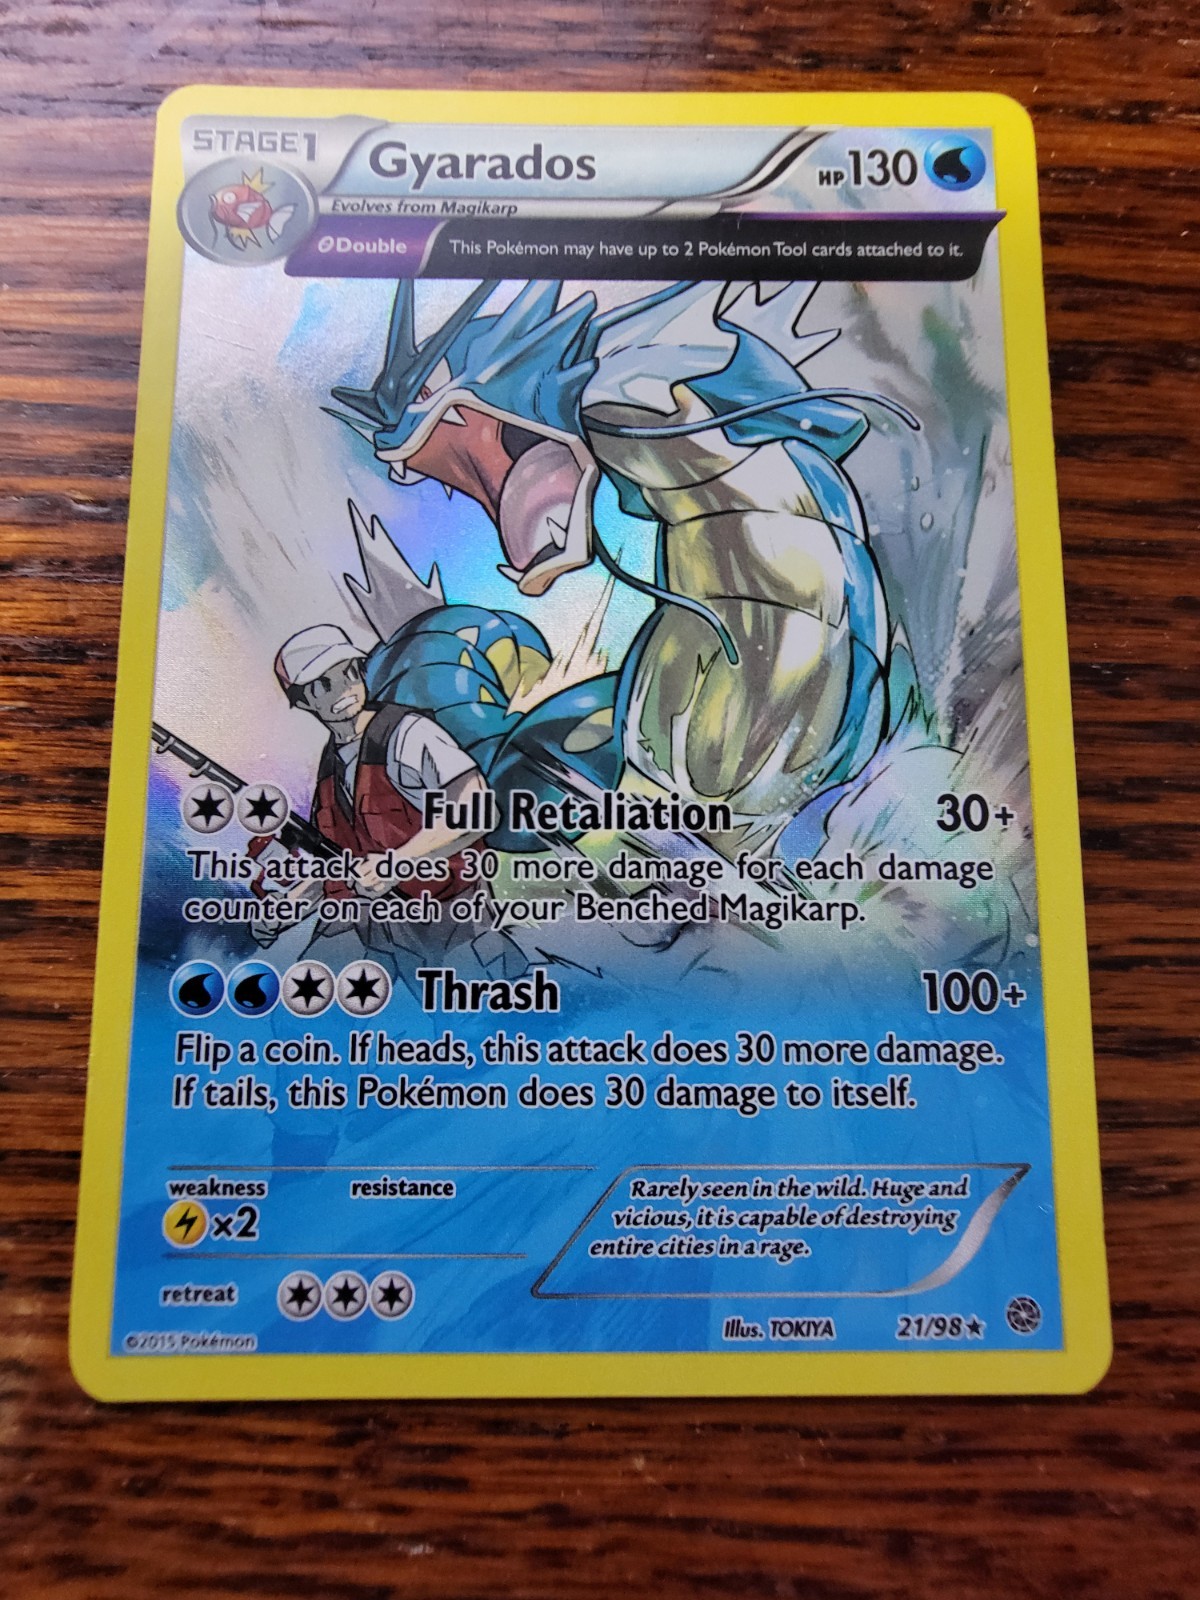 STAGE1
Gyarados
HP130
Evolves from Magikarp
θDouble
This Pokémon may have up to 2 Pokémon Tool cards attached to it.
Full Retaliation 30+
This attack does 30 more damage for each damage
counter on each of your Benched Magikarp.
Thrash 100+
Flip a coin. If heads, this attack does 30 more damage.
If tails, this Pokémon does 30 damage to itself.
weakness resistance
x2
retreat
Rarely seen in the wild. Huge and
vicious, it is capable of destroying
entire cities in a rage.
©2015 Pokémon
Illus. TOKIYA 21/98★